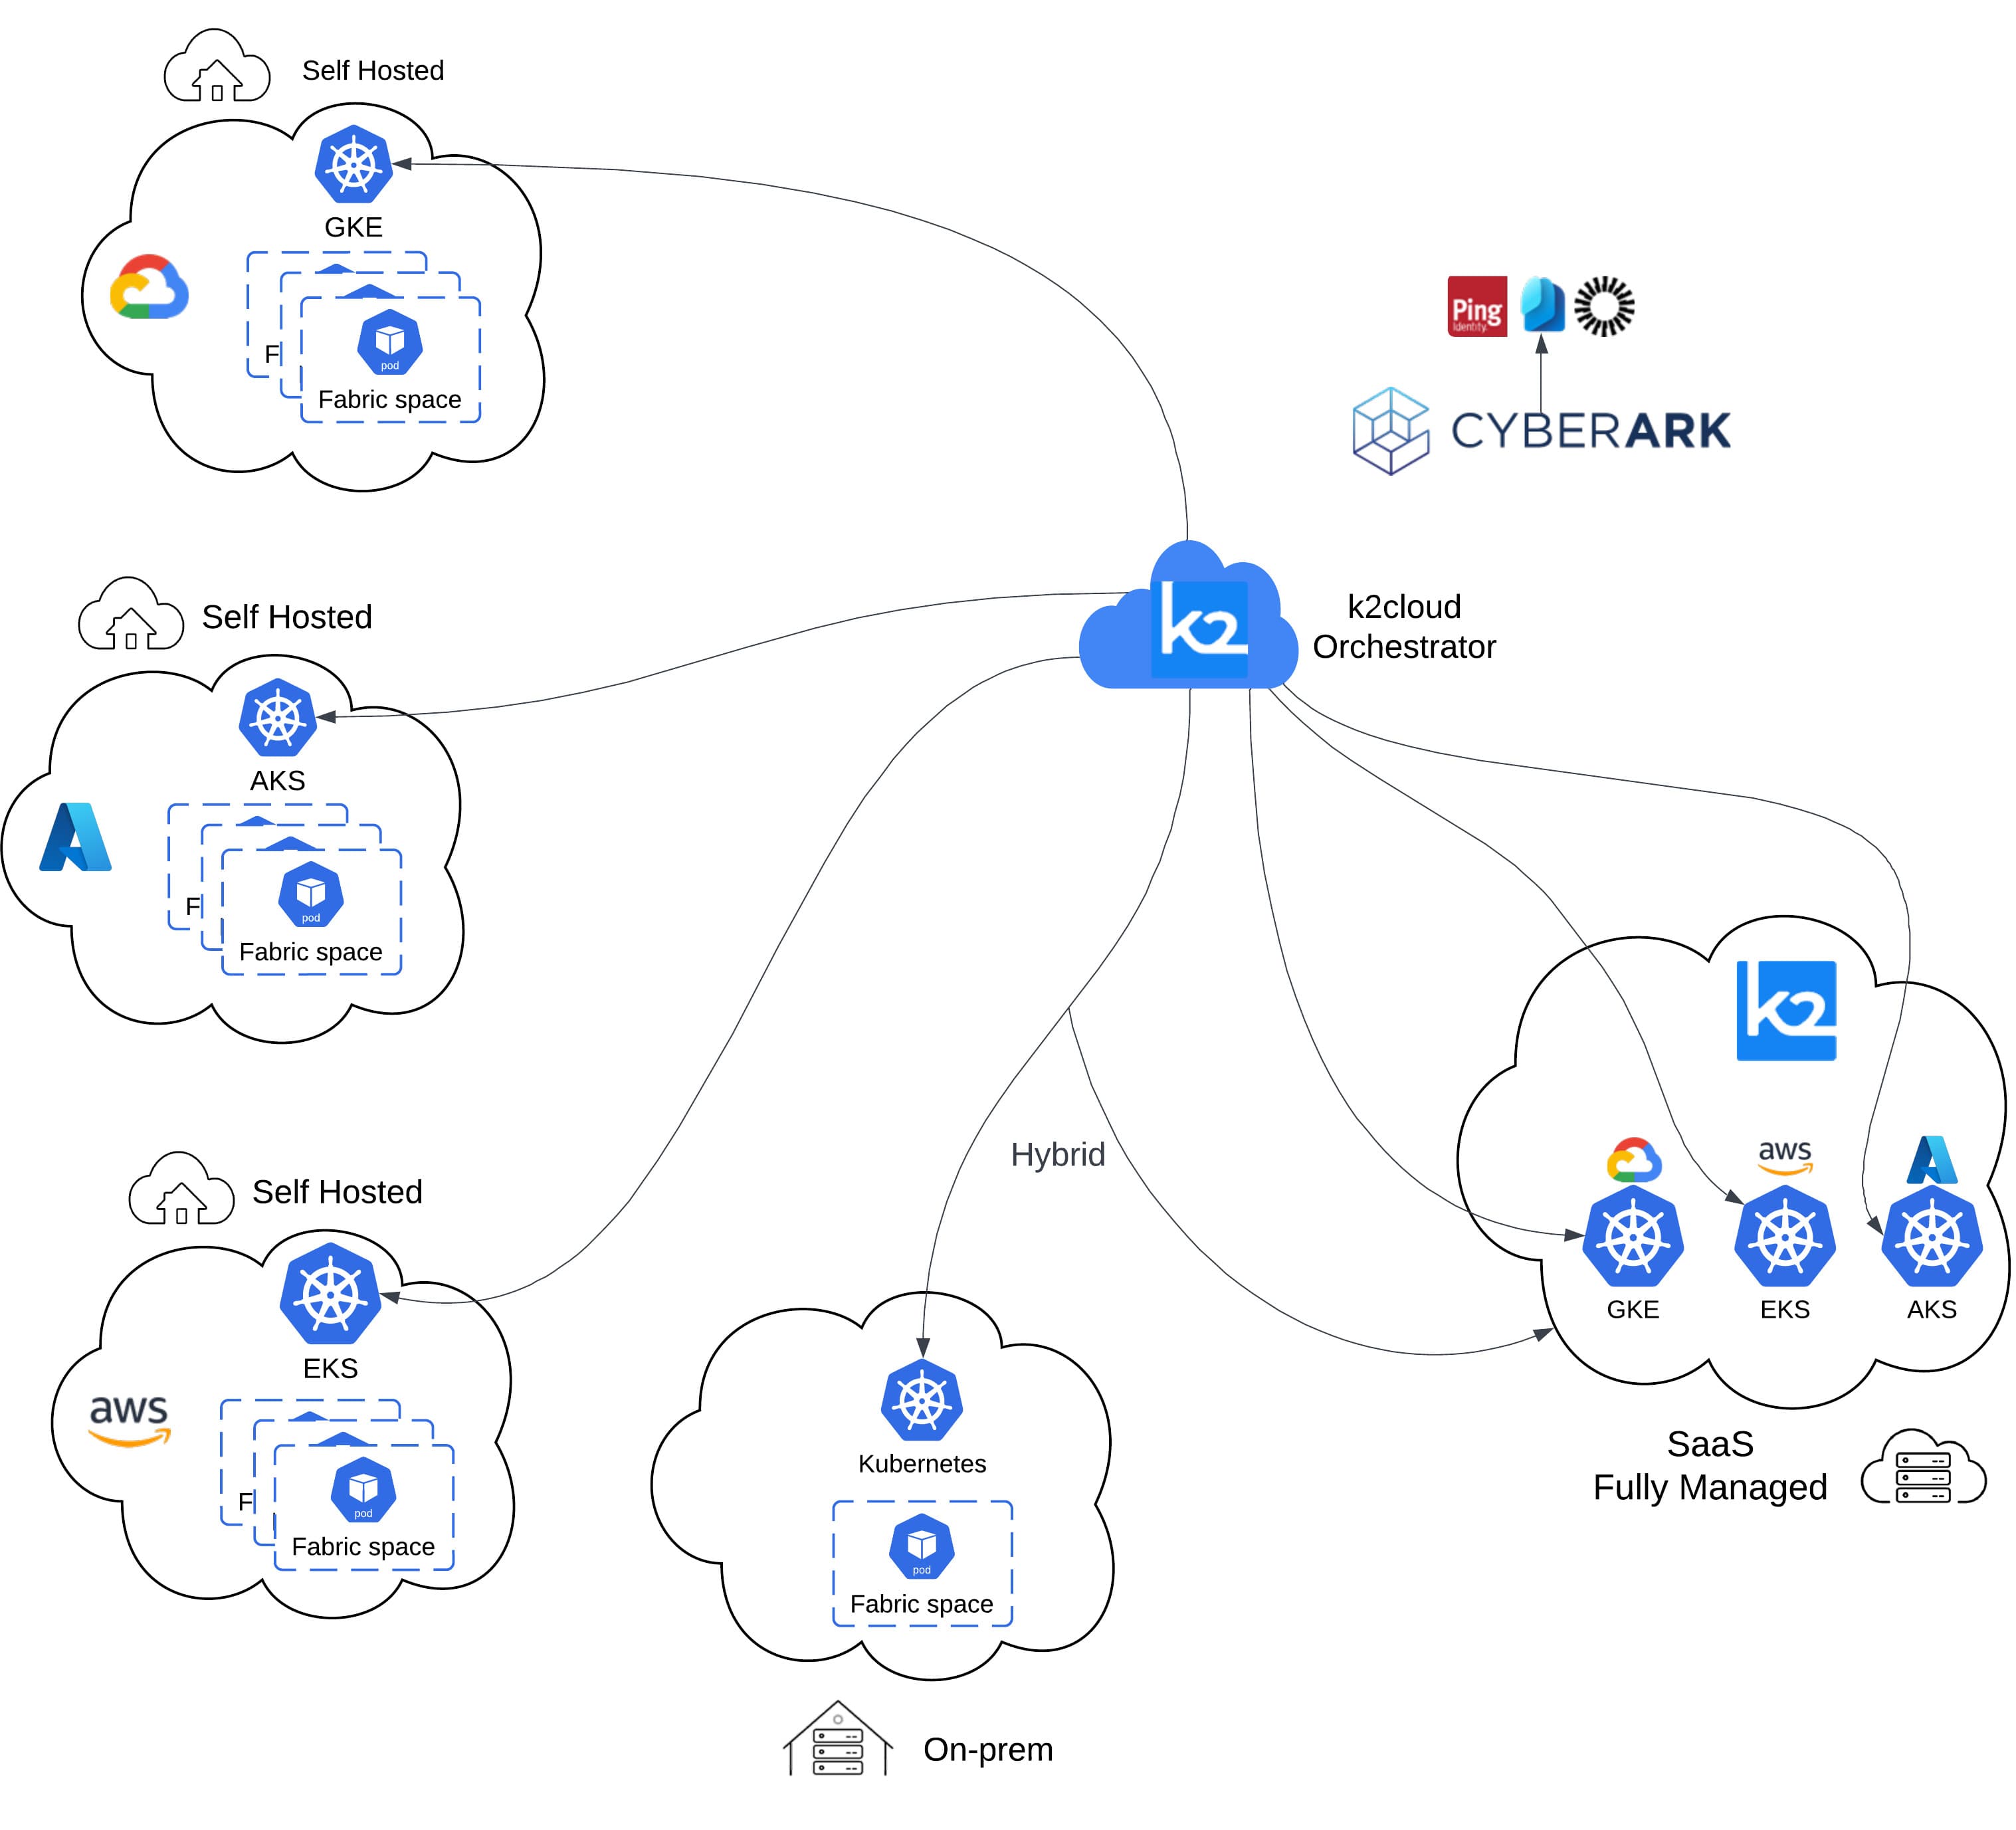 Self Hosted
GKE
F
pod
Fabric space
Ping
Identity.
CYBERARK
k2
k2cloud
Orchestrator
Self Hosted
AKS
F
pod
Fabric space
k2
Hybrid
aws
GKE
EKS
AKS
Self Hosted
EKS
aws
F
pod
Fabric space
Kubernetes
pod
Fabric space
SaaS
Fully Managed
On-prem